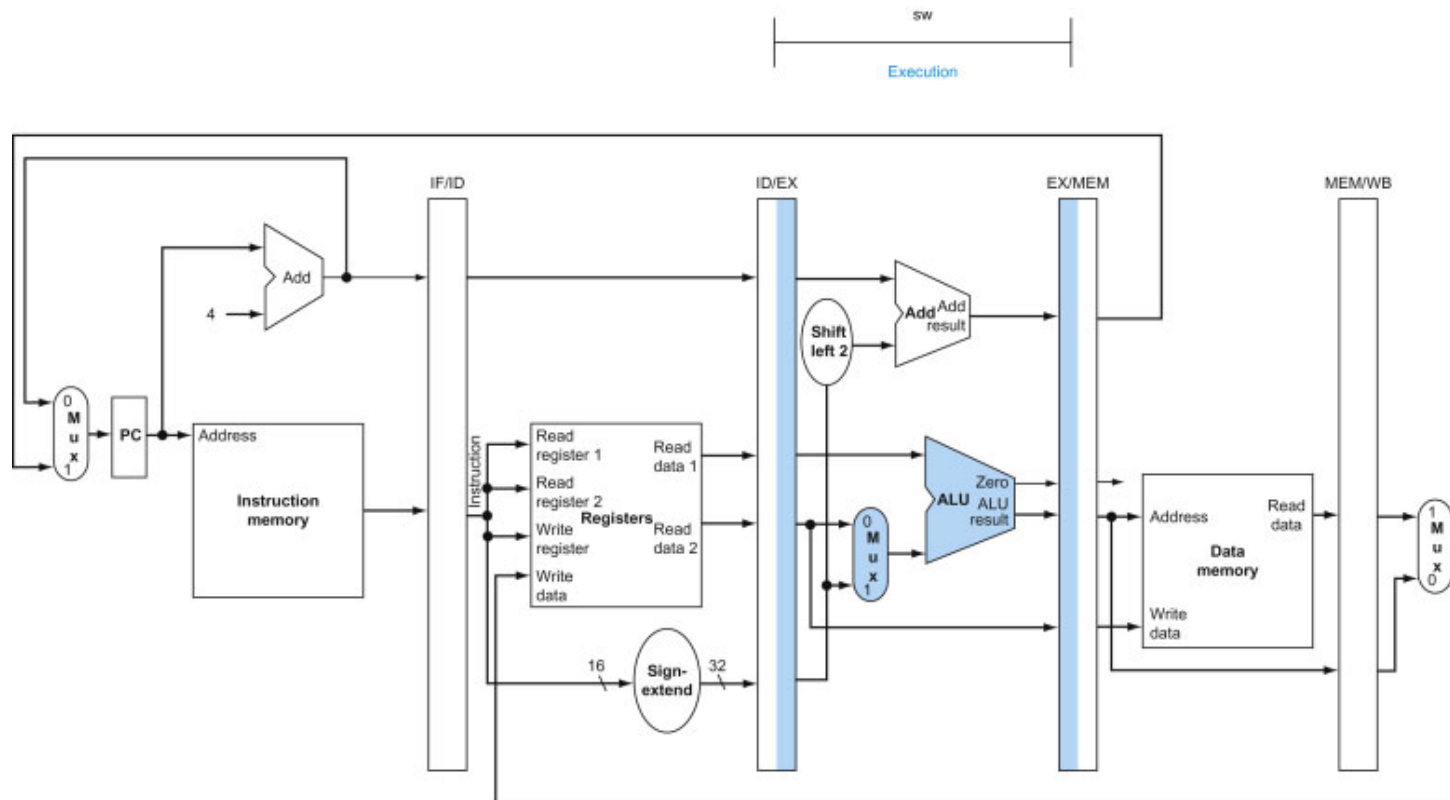 sw
Execution
IF/ID
ID/EX
EX/MEM
MEM/WB
Add
4
0
M
u
x
1
PC
Address
Instruction
memory
Instruction
Read
register 1
Read
register 2
Write
register
Write
data
Registers
Read
data 1
Read
data 2
16
Sign-
extend
32
Shift
left 2
Add
Add
result
0
M
u
x
1
ALU
Zero
ALU
result
Address
Write
data
Data
memory
Read
data
1
M
u
x
0